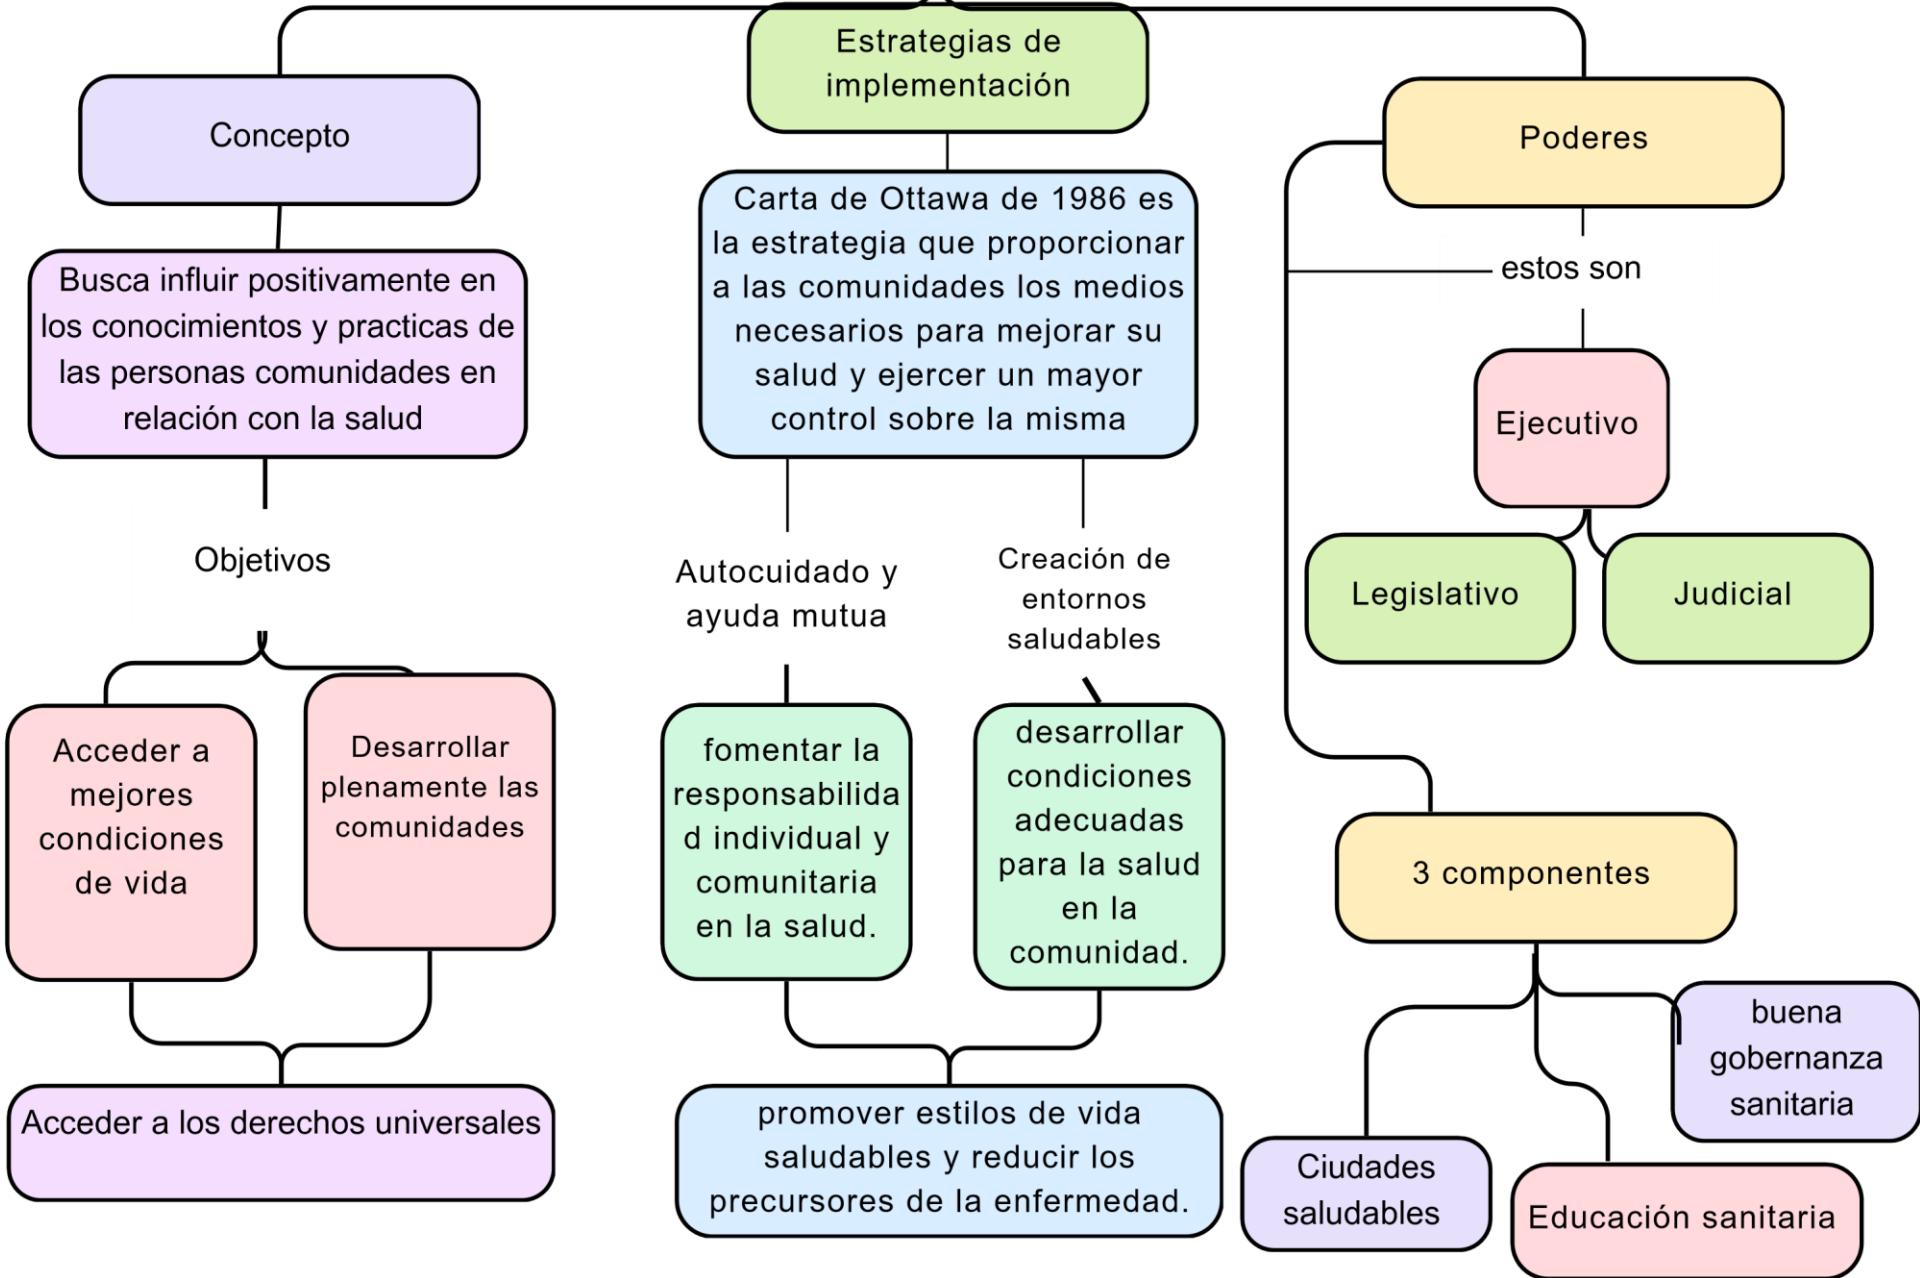 Estrategias de
implementación
Concepto
Poderes
Busca influir positivamente en
los conocimientos y practicas de
las personas comunidades en
relación con la salud
Carta de Ottawa de 1986 es
la estrategia que proporcionar
a las comunidades los medios
necesarios para mejorar su
salud y ejercer un mayor
control sobre la misma
estos son
Ejecutivo
Legislativo
Judicial
Objetivos
Autocuidado y
ayuda mutua
Creación de
entornos
saludables
Acceder a
mejores
condiciones
de vida
Desarrollar
plenamente las
comunidades
fomentar la
responsabilida
d individual y
comunitaria
en la salud.
desarrollar
condiciones
adecuadas
para la salud
en la
comunidad.
3 componentes
Acceder a los derechos universales
promover estilos de vida
saludables y reducir los
precursores de la enfermedad.
Ciudades
saludables
Educación sanitaria
buena
gobernanza
sanitaria